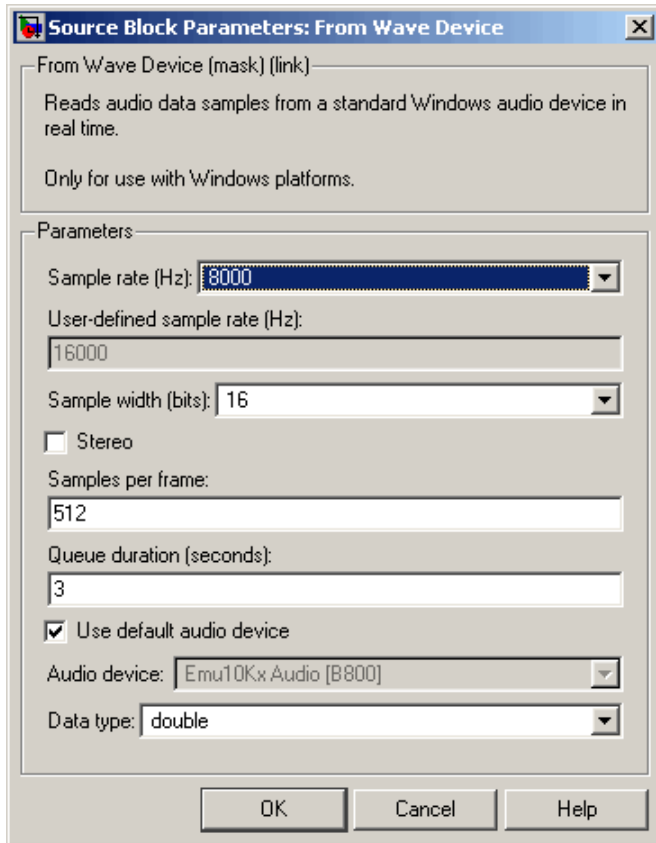 Source Block Parameters: From Wave Device
From Wave Device (mask) (link)
Reads audio data samples from a standard Windows audio device in
real time.
Only for use with Windows platforms.
Parameters
Sample rate (Hz): 8000
User-defined sample rate (Hz):
16000
Sample width (bits): 16
Stereo
Samples per frame:
512
Queue duration (seconds):
3
Use default audio device
Audio device: Emu10Kx Audio [B800]
Data type: double
OK Cancel Help